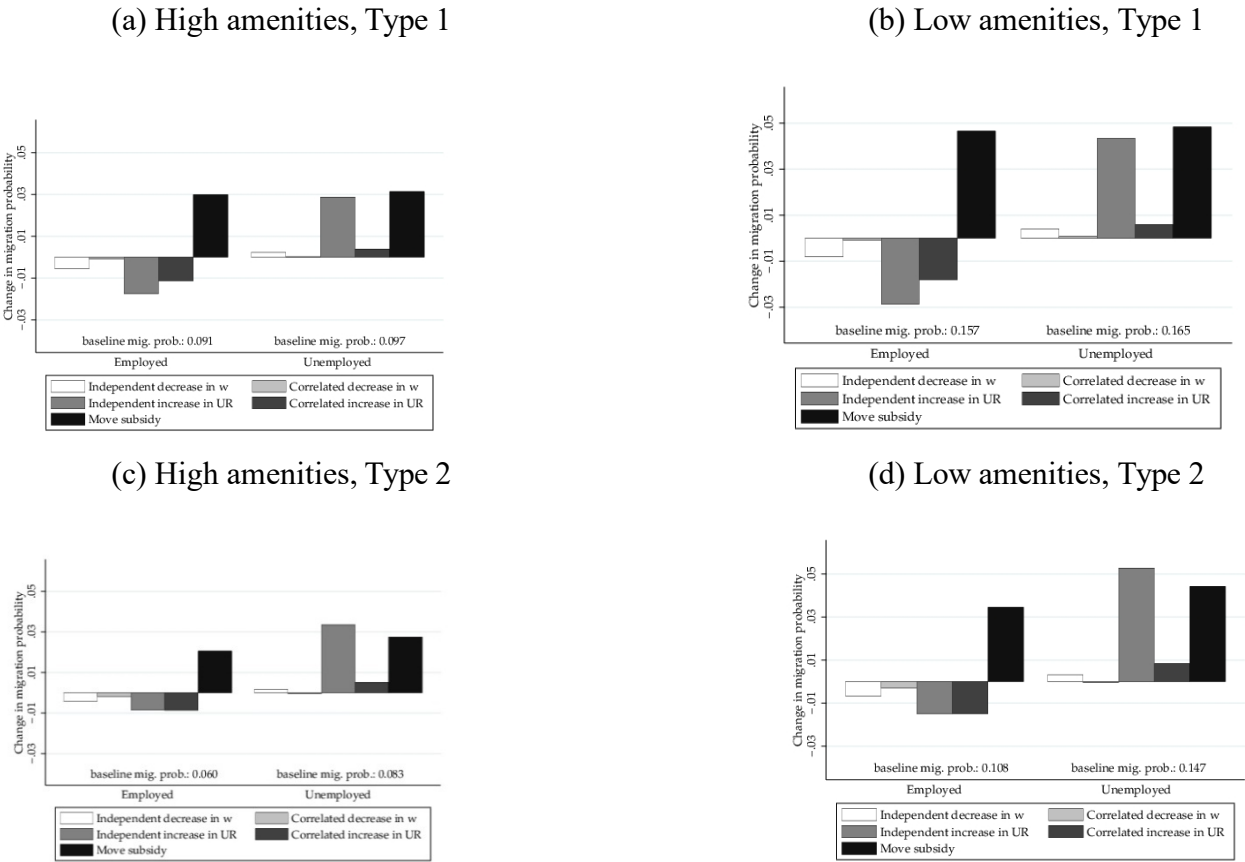 (a) High amenities, Type 1
Change in migration probability
.05
.03
.01
-.01
-.03
baseline mig. prob.: 0.091
baseline mig. prob.: 0.097
Employed
Unemployed
Independent decrease in w
Correlated decrease in w
Independent increase in UR
Correlated increase in UR
Move subsidy
(b) Low amenities, Type 1
Change in migration probability
.05
.03
.01
-.01
-.03
baseline mig. prob.: 0.157
baseline mig. prob.: 0.165
Employed
Unemployed
Independent decrease in w
Correlated decrease in w
Independent increase in UR
Correlated increase in UR
Move subsidy
(c) High amenities, Type 2
Change in migration probability
.05
.03
.01
-.01
-.03
baseline mig. prob.: 0.060
baseline mig. prob.: 0.083
Employed
Unemployed
Independent decrease in w
Correlated decrease in w
Independent increase in UR
Correlated increase in UR
Move subsidy
(d) Low amenities, Type 2
Change in migration probability
.05
.03
.01
-.01
-.03
baseline mig. prob.: 0.108
baseline mig. prob.: 0.147
Employed
Unemployed
Independent decrease in w
Correlated decrease in w
Independent increase in UR
Correlated increase in UR
Move subsidy